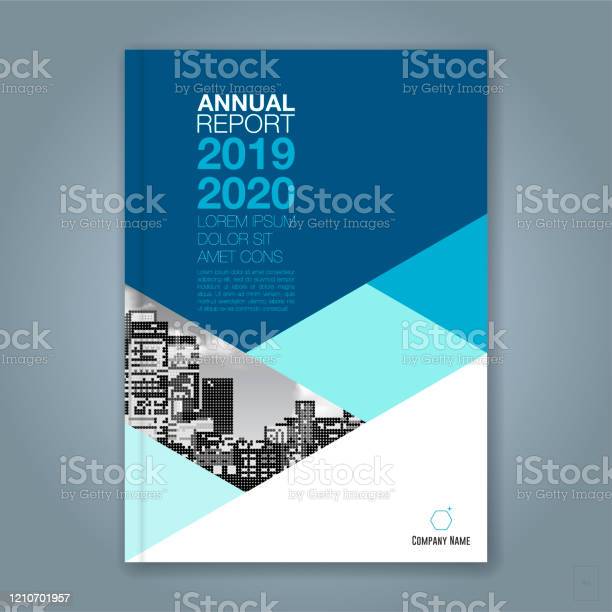 ANNUAL
REPORT
2019
2020
LOREM IPSUM
DOLOR SIT
AMET CONS
COMPANY NAME
iStock
by Getty Images
1210701957